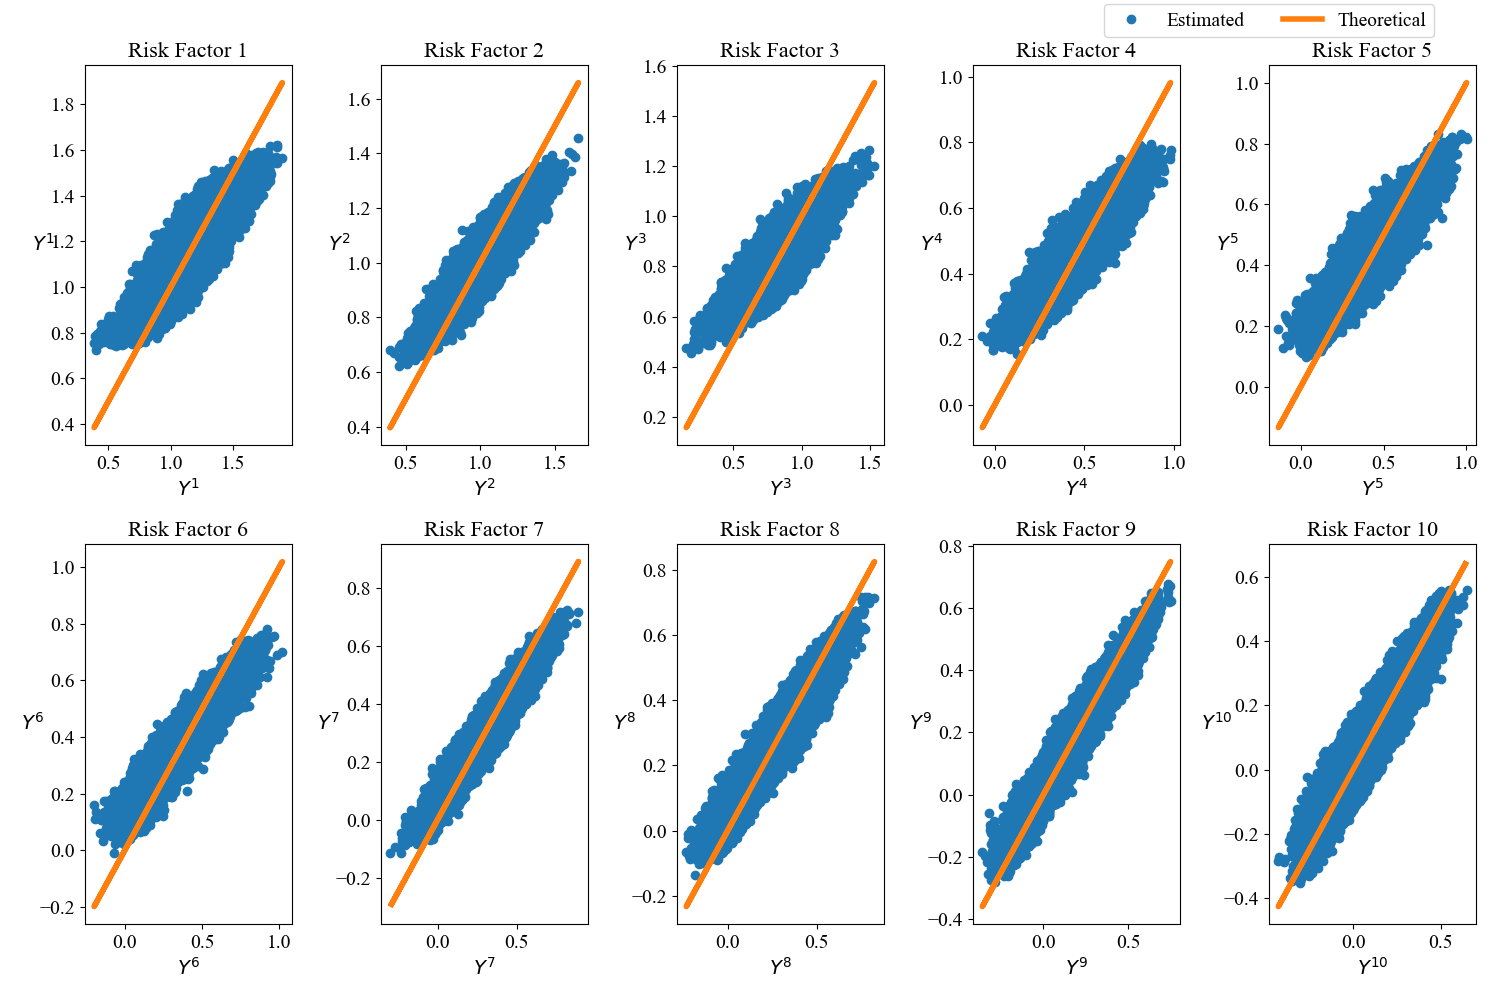 Estimated Theoretical
Risk Factor 1 Risk Factor 2 Risk Factor 3 Risk Factor 4 Risk Factor 5
1.8
1.6
1.4
1.2
1.0
0.8
0.6
0.4
Y¹
0.5 1.0 1.5
Y¹
1.6
1.4
1.2
1.0
0.8
0.6
0.4
Y²
0.5 1.0 1.5
Y²
1.6
1.4
1.2
1.0
0.8
0.6
0.4
0.2
Y³
0.5 1.0 1.5
Y³
1.0
0.8
0.6
0.4
0.2
0.0
Y⁴
0.0 0.5 1.0
Y⁴
1.0
0.8
0.6
0.4
0.2
0.0
Y⁵
0.0 0.5 1.0
Y⁵
Risk Factor 6 Risk Factor 7 Risk Factor 8 Risk Factor 9 Risk Factor 10
1.0
0.8
0.6
0.4
0.2
0.0
−0.2
Y⁶
0.0 0.5 1.0
Y⁶
0.8
0.6
0.4
0.2
0.0
−0.2
Y⁷
0.0 0.5
Y⁷
0.8
0.6
0.4
0.2
0.0
−0.2
Y⁸
0.0 0.5
Y⁸
0.8
0.6
0.4
0.2
0.0
−0.2
−0.4
Y⁹
0.0 0.5
Y⁹
0.6
0.4
0.2
0.0
−0.2
−0.4
Y¹⁰
0.0 0.5
Y¹⁰